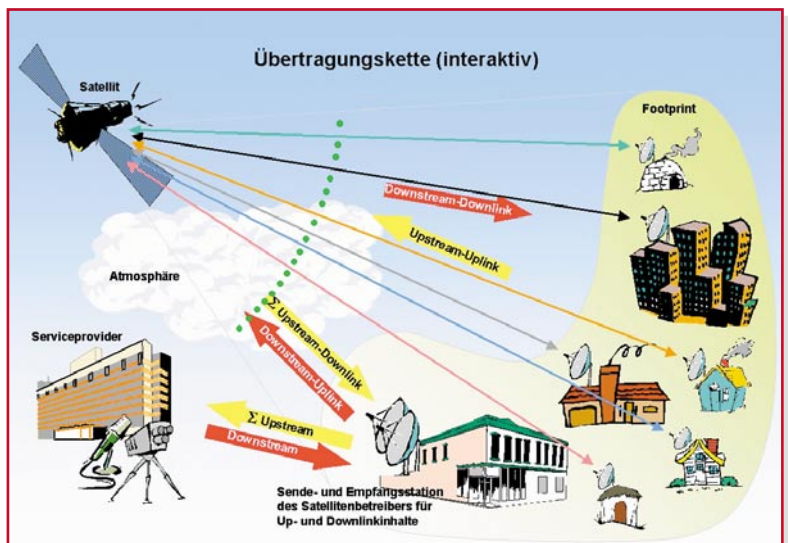 Übertragungskette (interaktiv)
Satellit
Footprint
Downstream-Downlink
Upstream-Uplink
Atmosphäre
Σ Upstream-Downlink
Downstream-Uplink
Serviceprovider
Σ Upstream
Downstream
Sende- und Empfangsstation
des Satellitenbetreibers für
Up- und Downlinkinhalte